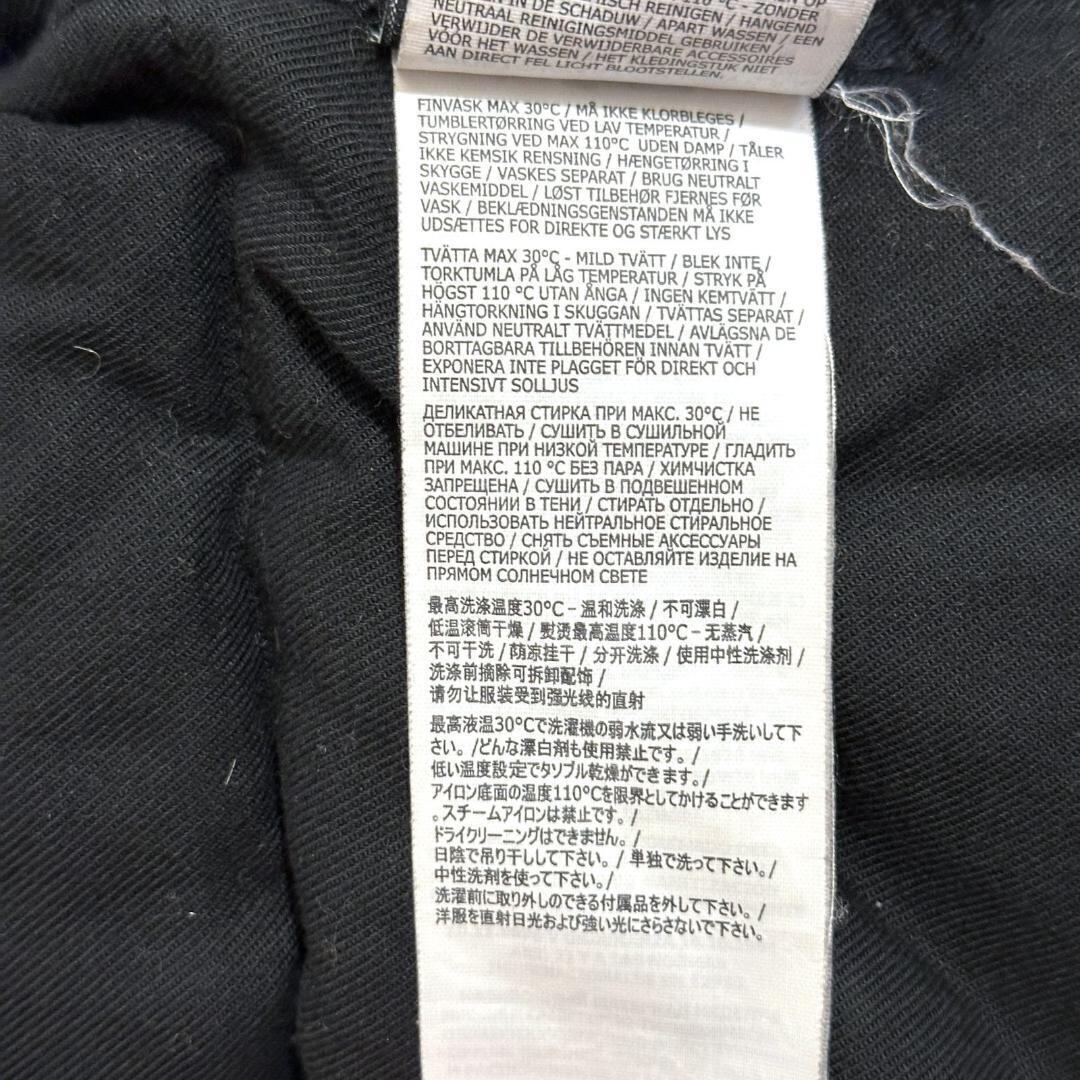 110 °C - ZONDER
ISCH REINIGEN / HANGEND
EN IN DE SCHADUW / APART WASSEN / EEN
NEUTRAAL REINIGINGSMIDDEL GEBRUIKEN /
VERWIJDER DE VERWIJDERBARE ACCESSOIRES
VÓÓR HET WASSEN / HET KLEDINGSTUK NIET
AAN DIRECT FEL LICHT BLOOTSTELLEN.
FINVASK MAX 30°C / MÅ IKKE KLORBLEGES /
TUMBLERTØRRING VED LAV TEMPERATUR /
STRYGNING VED MAX 110°C UDEN DAMP / TÅLER
IKKE KEMSIK RENSNING / HÆNGETØRRING I
SKYGGE / VASKES SEPARAT / BRUG NEUTRALT
VASKEMIDDEL / LØST TILBEHØR FJERNES FØR
VASK / BEKLÆDNINGSGENSTANDEN MÅ IKKE
UDSÆTTES FOR DIREKTE OG STÆRKT LYS
TVÄTTA MAX 30°C - MILD TVÄTT / BLEK INTE /
TORKTUMLA PÅ LÅG TEMPERATUR / STRYK PÅ
HÖGST 110 °C UTAN ÅNGA / INGEN KEMTVÄTT /
HÄNGTORKNING I SKUGGAN / TVÄTTAS SEPARAT /
ANVÄND NEUTRALT TVÄTTMEDEL / AVLÄGSNA DE
BORTTAGBARA TILLBEHÖREN INNAN TVÄTT /
EXPONERA INTE PLAGGET FÖR DIREKT OCH
INTENSIVT SOLLJUS
ДЕЛИКАТНАЯ СТИРКА ПРИ МАКС. 30°C / НЕ
ОТБЕЛИВАТЬ / СУШИТЬ В СУШИЛЬНОЙ
МАШИНЕ ПРИ НИЗКОЙ ТЕМПЕРАТУРЕ / ГЛАДИТЬ
ПРИ МАКС. 110 °C БЕЗ ПАРА / ХИМЧИСТКА
ЗАПРЕЩЕНА / СУШИТЬ В ПОДВЕШЕННОМ
СОСТОЯНИИ В ТЕНИ / СТИРАТЬ ОТДЕЛЬНО /
ИСПОЛЬЗОВАТЬ НЕЙТРАЛЬНОЕ СТИРАЛЬНОЕ
СРЕДСТВО / СНЯТЬ СЪЕМНЫЕ АКСЕССУАРЫ
ПЕРЕД СТИРКОЙ / НЕ ОСТАВЛЯЙТЕ ИЗДЕЛИЕ НА
ПРЯМОМ СОЛНЕЧНОМ СВЕТЕ
最高洗涤温度30°C – 温和洗涤 / 不可漂白 /
低温滚筒干燥 / 熨烫最高温度110°C – 无蒸汽 /
不可干洗 / 荫凉挂干 / 分开洗涤 / 使用中性洗涤剂 /
洗涤前摘除可拆卸配饰 /
请勿让服装受到强光线的直射
最高液温30°Cで洗濯機の弱水流又は弱い手洗いして下
さい。/どんな漂白剤も使用禁止です。/
低い温度設定でタンブル乾燥ができます。/
アイロン底面の温度110°Cを限界としてかけることができます
。スチームアイロンは禁止です。/
ドライクリーニングはできません。/
日陰で吊り干しして下さい。/ 単独で洗って下さい。/
中性洗剤を使って下さい。/
洗濯前に取り外しのできる付属品を外して下さい。/
洋服を直射日光および強い光にさらさないで下さい。